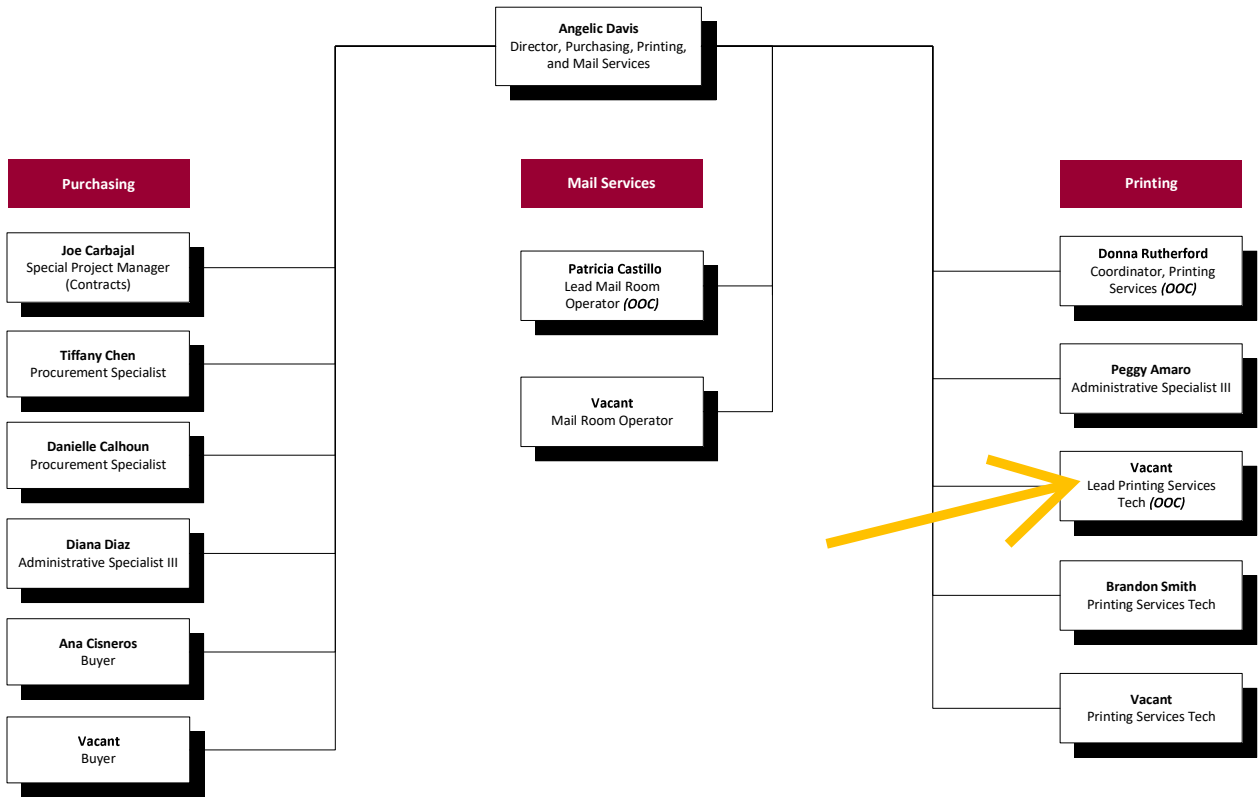 Angelic Davis
Director, Purchasing, Printing,
and Mail Services
Purchasing
Joe Carbajal
Special Project Manager
(Contracts)
Tiffany Chen
Procurement Specialist
Danielle Calhoun
Procurement Specialist
Diana Diaz
Administrative Specialist III
Ana Cisneros
Buyer
Vacant
Buyer
Mail Services
Patricia Castillo
Lead Mail Room
Operator (OOC)
Vacant
Mail Room Operator
Printing
Donna Rutherford
Coordinator, Printing
Services (OOC)
Peggy Amaro
Administrative Specialist III
Vacant
Lead Printing Services
Tech (OOC)
Brandon Smith
Printing Services Tech
Vacant
Printing Services Tech